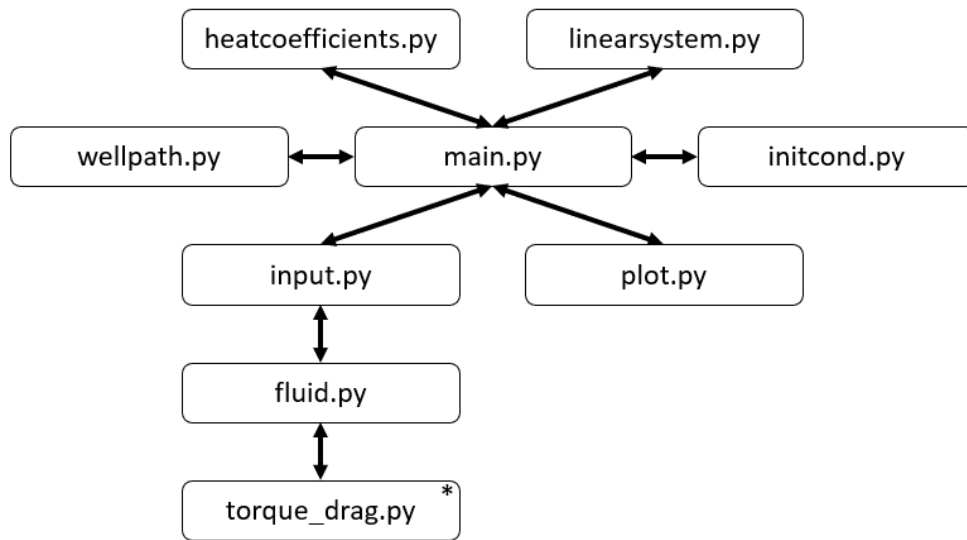 heatcoefficients.py
linearsystem.py
wellpath.py
main.py
initcond.py
input.py
plot.py
fluid.py
torque_drag.py *